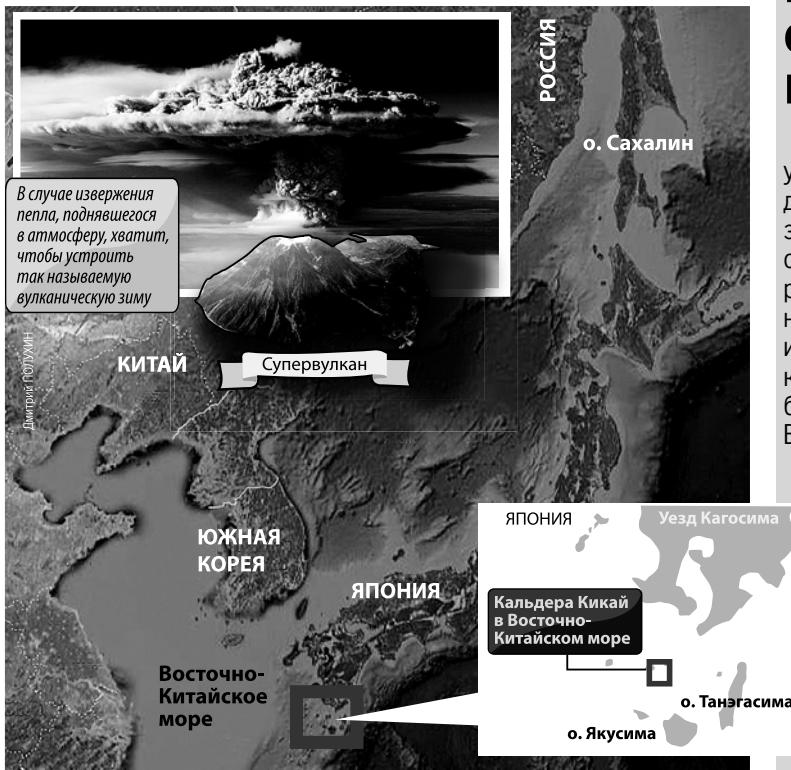 РОССИЯ
о. Сахалин
В случае извержения
пепла, поднявшегося
в атмосферу, хватит,
чтобы устроить
так называемую
вулканическую зиму
Дмитрий ПОЛУХИН
КИТАЙ
Супервулкан
ЮЖНАЯ
КОРЕЯ
ЯПОНИЯ
Восточно-
Китайское
море
ЯПОНИЯ
Уезд Кагосима
Кальдера Кикай
в Восточно-
Китайском море
о. Танэгасима
о. Якусима